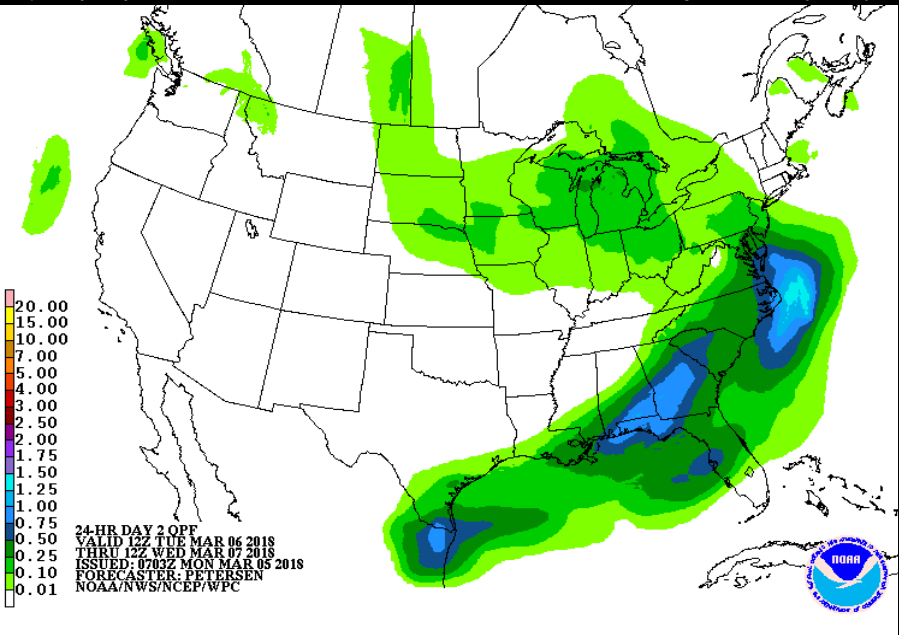 20.00
15.00
10.00
7.00
5.00
4.00
3.00
2.50
2.00
1.75
1.50
1.25
1.00
0.75
0.50
0.25
0.10
0.01
24-HR DAY 2 QPF
VALID 12Z TUE MAR 06 2018
THRU 12Z WED MAR 07 2018
ISSUED: 0703Z MON MAR 05 2018
FORECASTER: PETERSEN
NOAA/NWS/NCEP/WPC
NOAA